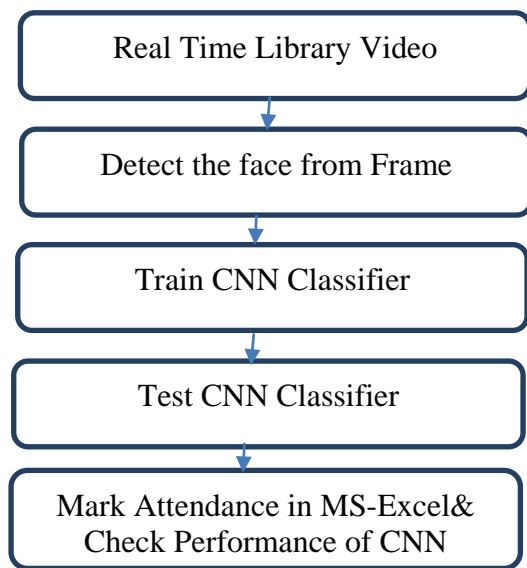 Real Time Library Video
Detect the face from Frame
Train CNN Classifier
Test CNN Classifier
Mark Attendance in MS-Excel&
Check Performance of CNN